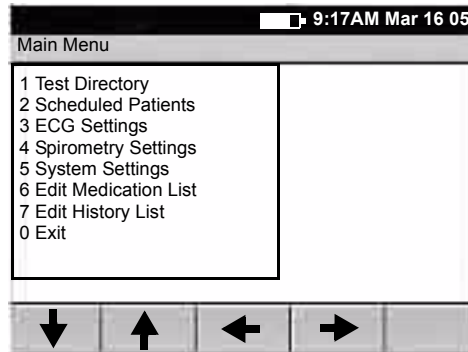 9:17AM Mar 16 05
Main Menu
1 Test Directory
2 Scheduled Patients
3 ECG Settings
4 Spirometry Settings
5 System Settings
6 Edit Medication List
7 Edit History List
0 Exit